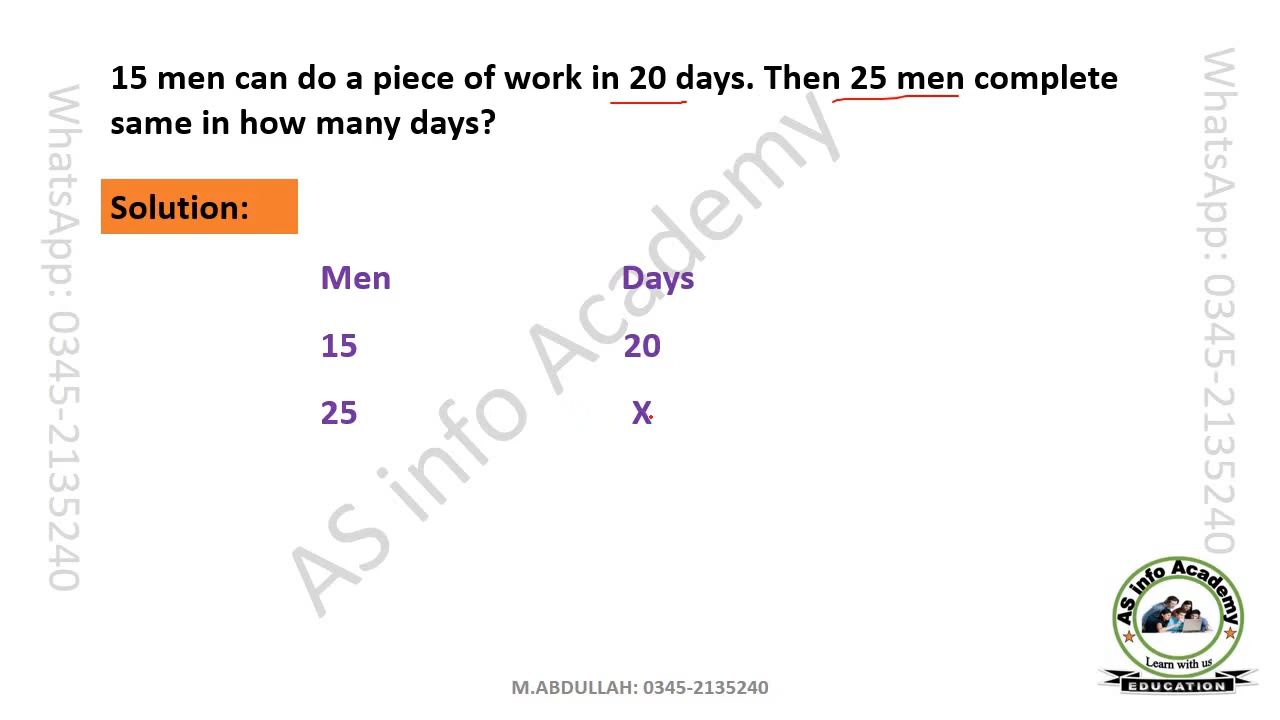 15 men can do a piece of work in 20 days. Then 25 men complete
same in how many days?
Solution:
Men Days
15 20
25 X
AS info Academy
WhatsApp: 0345-2135240
WhatsApp: 0345-2135240
AS info Academy
Learn with us
EDUCATION
M.ABDULLAH: 0345-2135240